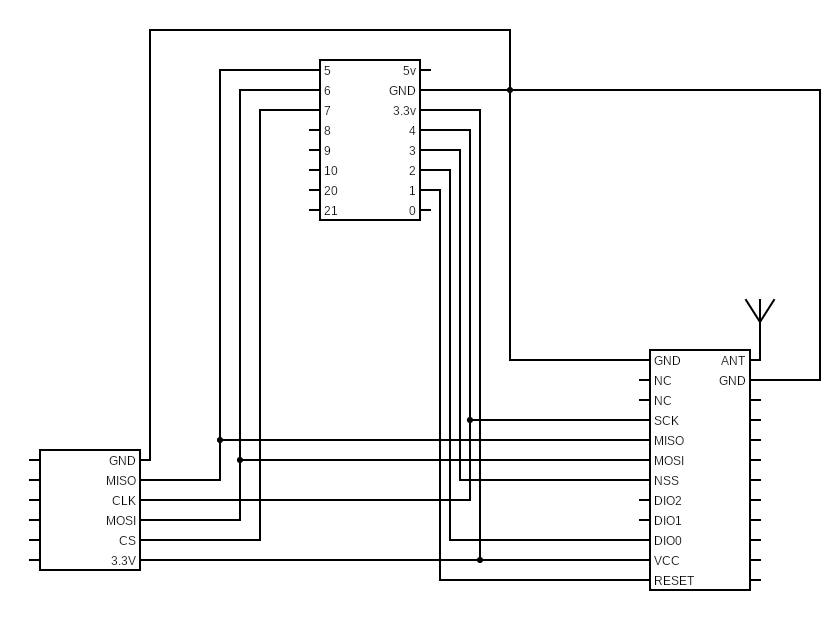 5 5v
6 GND
7 3.3v
8 4
9 3
10 2
20 1
21 0
GND ANT
NC GND
NC
SCK
MISO
MOSI
NSS
DIO2
DIO1
DIO0
VCC
RESET
GND
MISO
CLK
MOSI
CS
3.3V